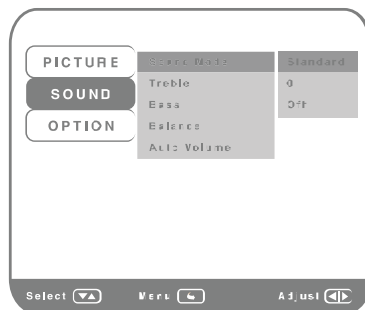 PICTURE
SOUND
OPTION
Sound Mode
Treble
Bass
Balance
Auto Volume
Standard
0
Off
Select
Menu
Adjust